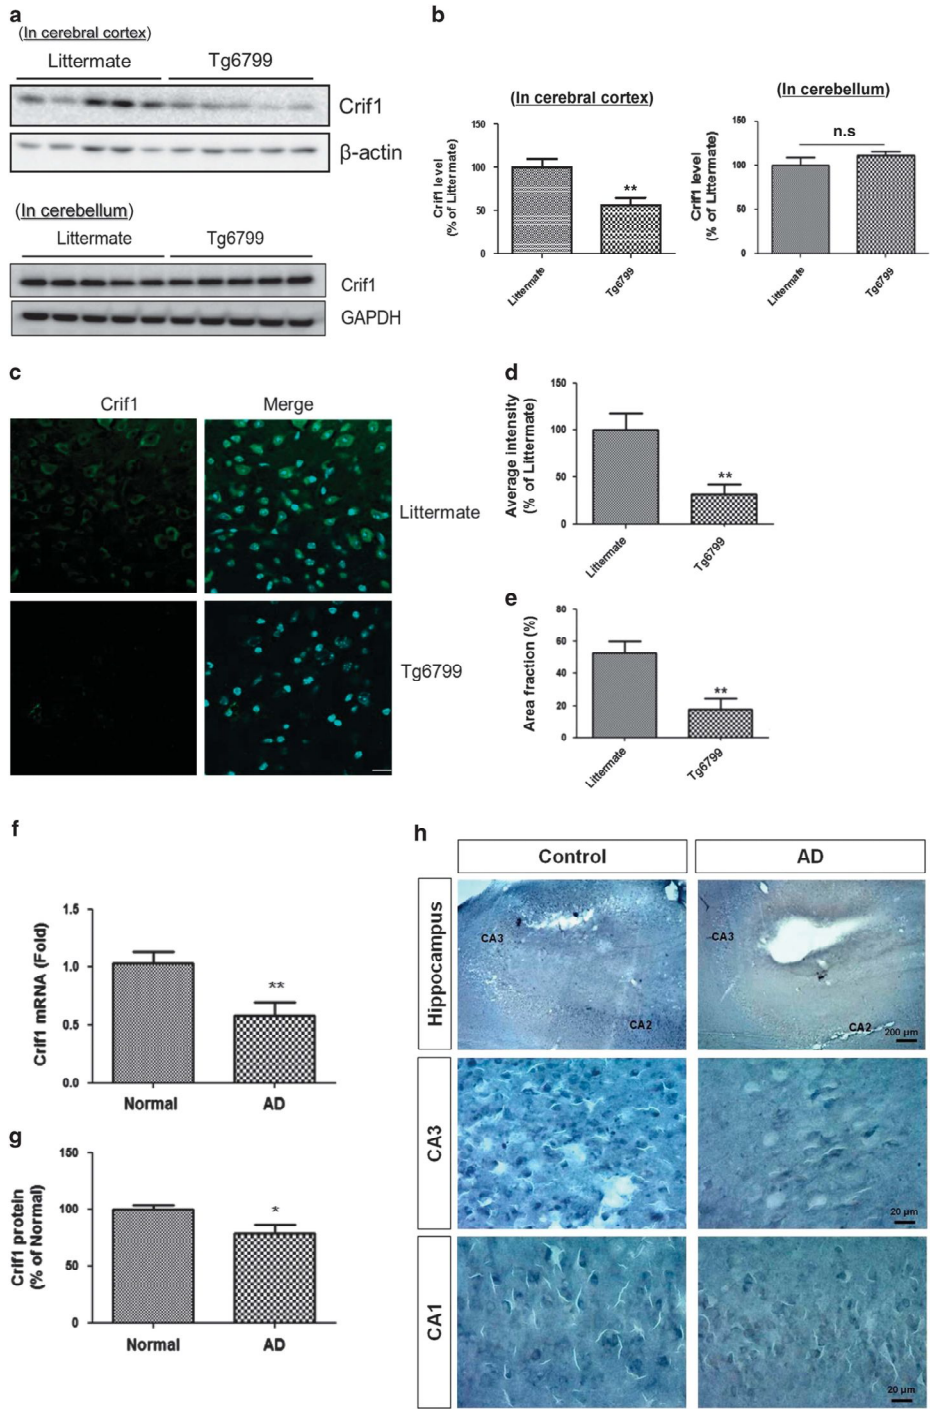 a
(In cerebral cortex)
Littermate Tg6799
Crif1
β-actin
(In cerebellum)
Littermate Tg6799
Crif1
GAPDH
b
(In cerebral cortex)
Crif1 level
(% of Littermate)
150
100
50
0
**
Littermate Tg6799
(In cerebellum)
Crif1 level
(% of Littermate)
150
100
50
0
n.s
Littermate Tg6799
c
Crif1 Merge
Littermate
Tg6799
d
Average intensity
(% of Littermate)
150
100
50
0
**
Littermate Tg6799
e
Area fraction (%)
80
60
40
20
0
**
Littermate Tg6799
f
Crif1 mRNA (Fold)
1.5
1.0
0.5
0.0
**
Normal AD
g
Crif1 protein
(% of Normal)
150
100
50
0
*
Normal AD
h
Control AD
Hippocampus
CA3
CA2
CA3
CA2
200 µm
CA3
20 µm
CA1
20 µm